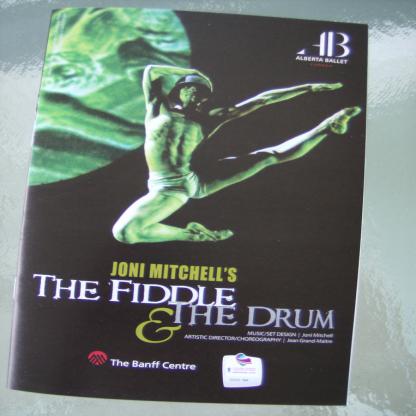 AB
ALBERTA BALLET
JONI MITCHELL'S
THE FIDDLE
& THE DRUM
MUSIC/SET DESIGN | Joni Mitchell
ARTISTIC DIRECTOR/CHOREOGRAPHY | Jean Grand-Maître
The Banff Centre